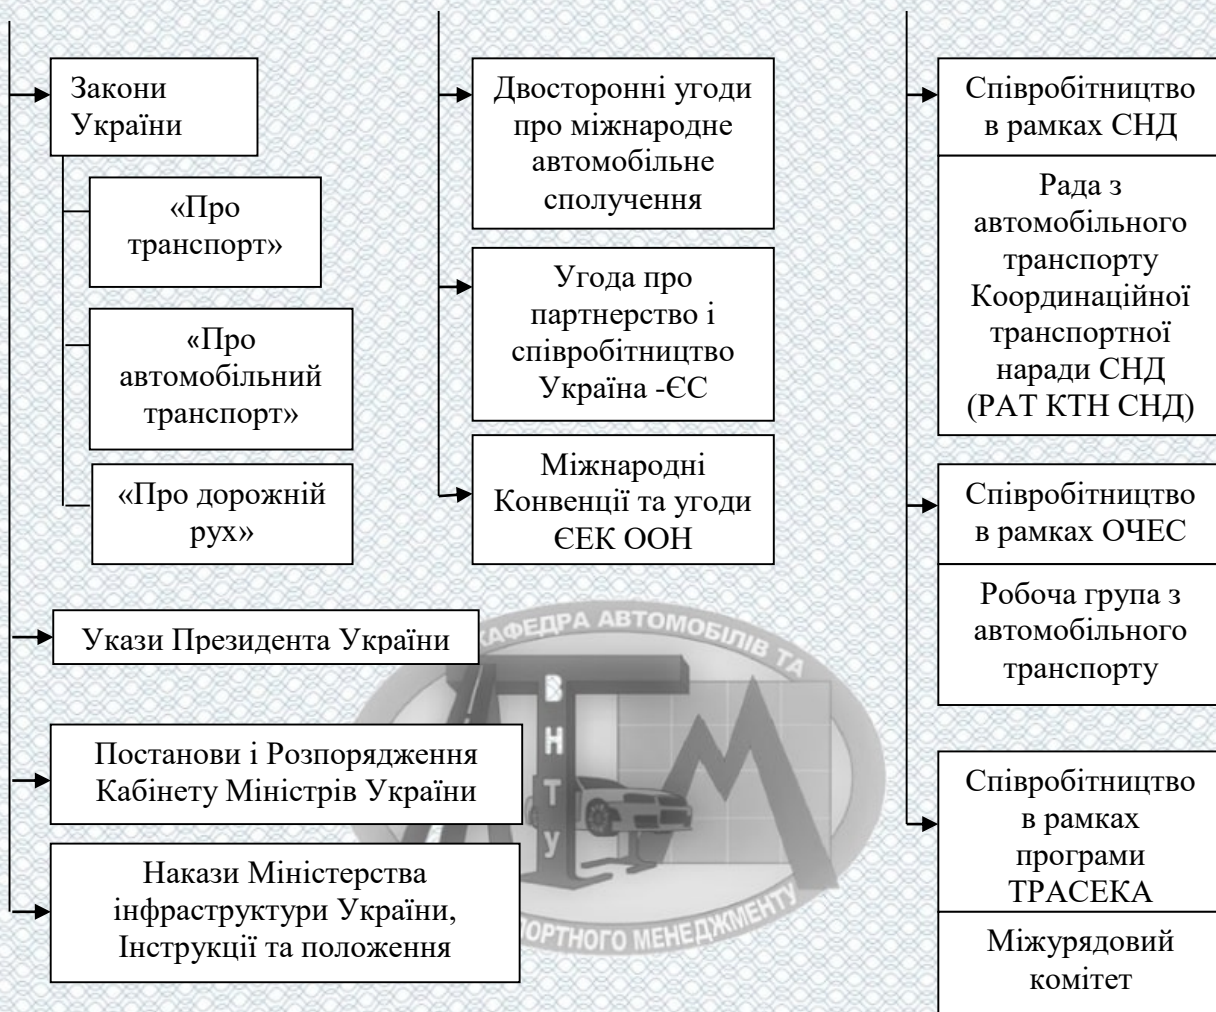 Закони
України
«Про
транспорт»
«Про
автомобільний
транспорт»
«Про дорожній
рух»
Укази Президента України
Постанови і Розпорядження
Кабінету Міністрів України
Накази Міністерства
інфраструктури України,
Інструкції та положення
Двосторонні угоди
про міжнародне
автомобільне
сполучення
Угода про
партнерство і
співробітництво
Україна -ЄС
Міжнародні
Конвенції та угоди
ЄЕК ООН
Співробітництво
в рамках СНД
Рада з
автомобільного
транспорту
Координаційної
транспортної
наради СНД
(РАТ КТН СНД)
Співробітництво
в рамках ОЧЕС
Робоча група з
автомобільного
транспорту
Співробітництво
в рамках
програми
ТРАСЕКА
Міжурядовий
комітет
АФЕДРА АВТОМОБІЛІВ ТА
ВНТУ
ПОРТНОГО МЕНЕДЖМЕНТУ